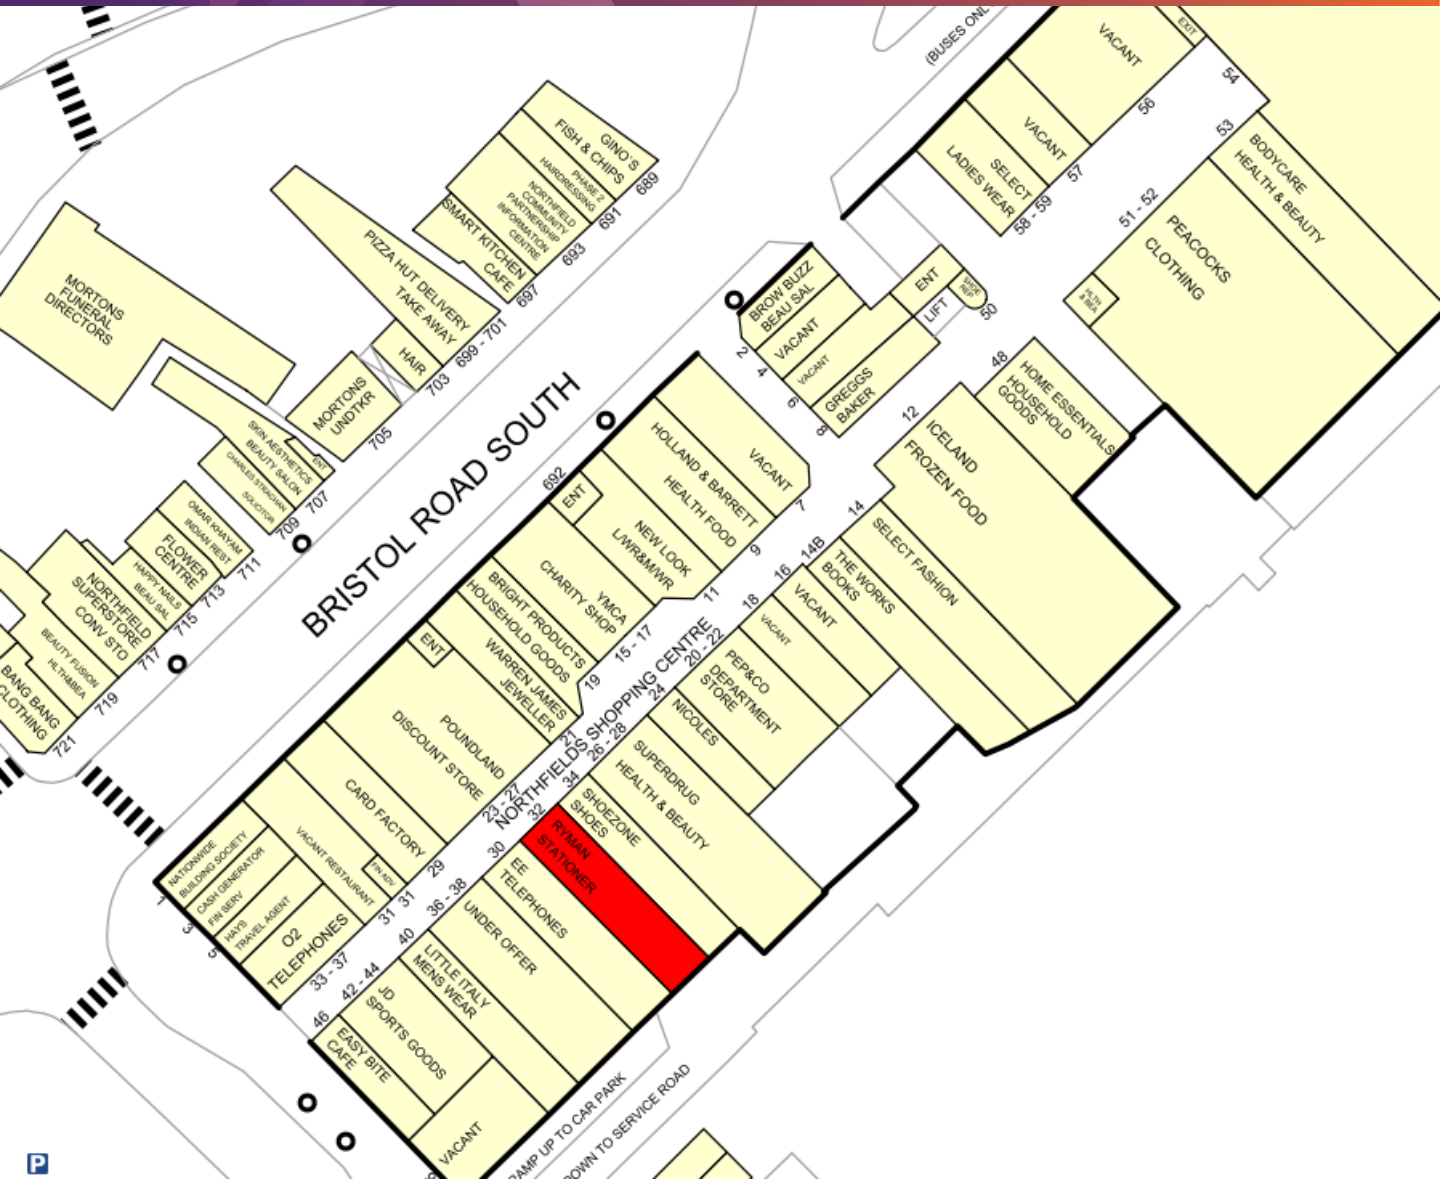 (BUSES ONL
EXIT
VACANT
54
56
53
VACANT
57
SELECT
LADIES WEAR
58 - 59
51 - 52
BODYCARE
HEALTH & BEAUTY
PEACOCKS
CLOTHING
HLTH
& BEA
GINO'S
FISH & CHIPS
689
PHASE 2
HAIRDRESSING
691
NORTHFIELD
COMMUNITY
PARTNERSHIP
INFORMATION
CENTRE
693
SMART KITCHEN
CAFE
697
PIZZA HUT DELIVERY
TAKE AWAY
699 - 701
HAIR
703
MORTONS
FUNERAL
DIRECTORS
MORTONS
UNDTKR
705
SKIN AESTHETICS
BEAUTY SALON
ENT
707
CHARLES STRACHAN
SOLICITOR
709
OMAR KHAYAM
INDIAN REST
711
FLOWER
CENTRE
713
HAPPY NAILS
BEAU SAL
715
NORTHFIELD
SUPERSTORE
CONV STO
717
BEAUTY FUSION
HLTH&BEA
719
BANG BANG
CLOTHING
721
BRISTOL ROAD SOUTH
BROW BUZZ
BEAU SAL
2
VACANT
4
VACANT
6
GREGGS
BAKER
8
ENT
LIFT
SHOE
REP
50
48
HOME ESSENTIALS
HOUSEHOLD
GOODS
12
ICELAND
FROZEN FOOD
14
SELECT FASHION
14B
THE WORKS
BOOKS
16
VACANT
18
VACANT
20 - 22
PEP&CO
DEPARTMENT
STORE
24
NICOLES
26 - 28
SUPERDRUG
HEALTH & BEAUTY
34
SHOEZONE
SHOES
32
RYMAN
STATIONER
30
EE
TELEPHONES
36 - 38
UNDER OFFER
40
LITTLE ITALY
MENS WEAR
42 - 44
JD
SPORTS GOODS
46
EASY BITE
CAFE
VACANT
NORTHFIELDS SHOPPING CENTRE
VACANT
7
HOLLAND & BARRETT
HEALTH FOOD
9
692
ENT
NEW LOOK
L/WR&M/WR
11
YMCA
CHARITY SHOP
15 - 17
BRIGHT PRODUCTS
HOUSEHOLD GOODS
19
WARREN JAMES
JEWELLER
21
ENT
POUNDLAND
DISCOUNT STORE
23 - 27
CARD FACTORY
29
VACANT RESTAURANT
FIN ADV
31
31
NATIONWIDE
BUILDING SOCIETY
1
CASH GENERATOR
FIN SERV
3
HAYS
TRAVEL AGENT
5
O2
TELEPHONES
33 - 37
RAMP UP TO CAR PARK
DOWN TO SERVICE ROAD
P